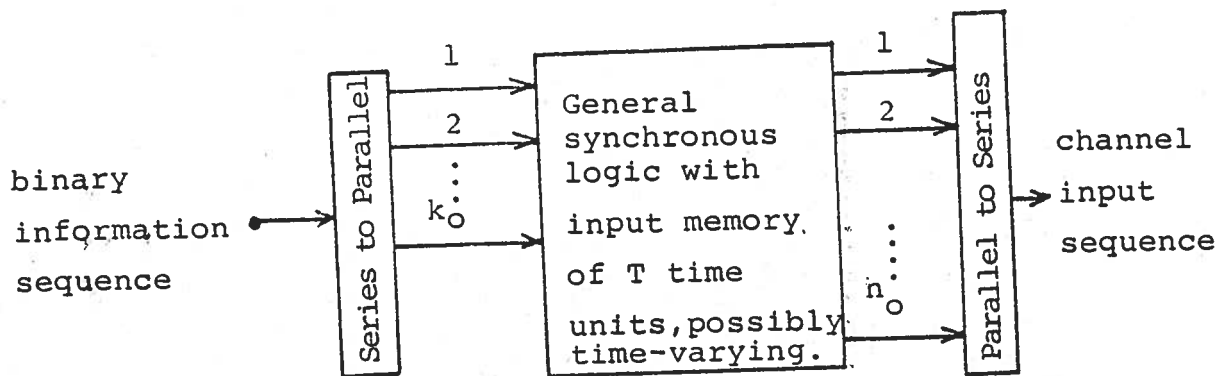 binary
information
sequence
Series to Parallel
1
2
k₀
General
synchronous
logic with
input memory
of T time
units, possibly
time-varying.
1
2
n₀
Parallel to Series
channel
input
sequence